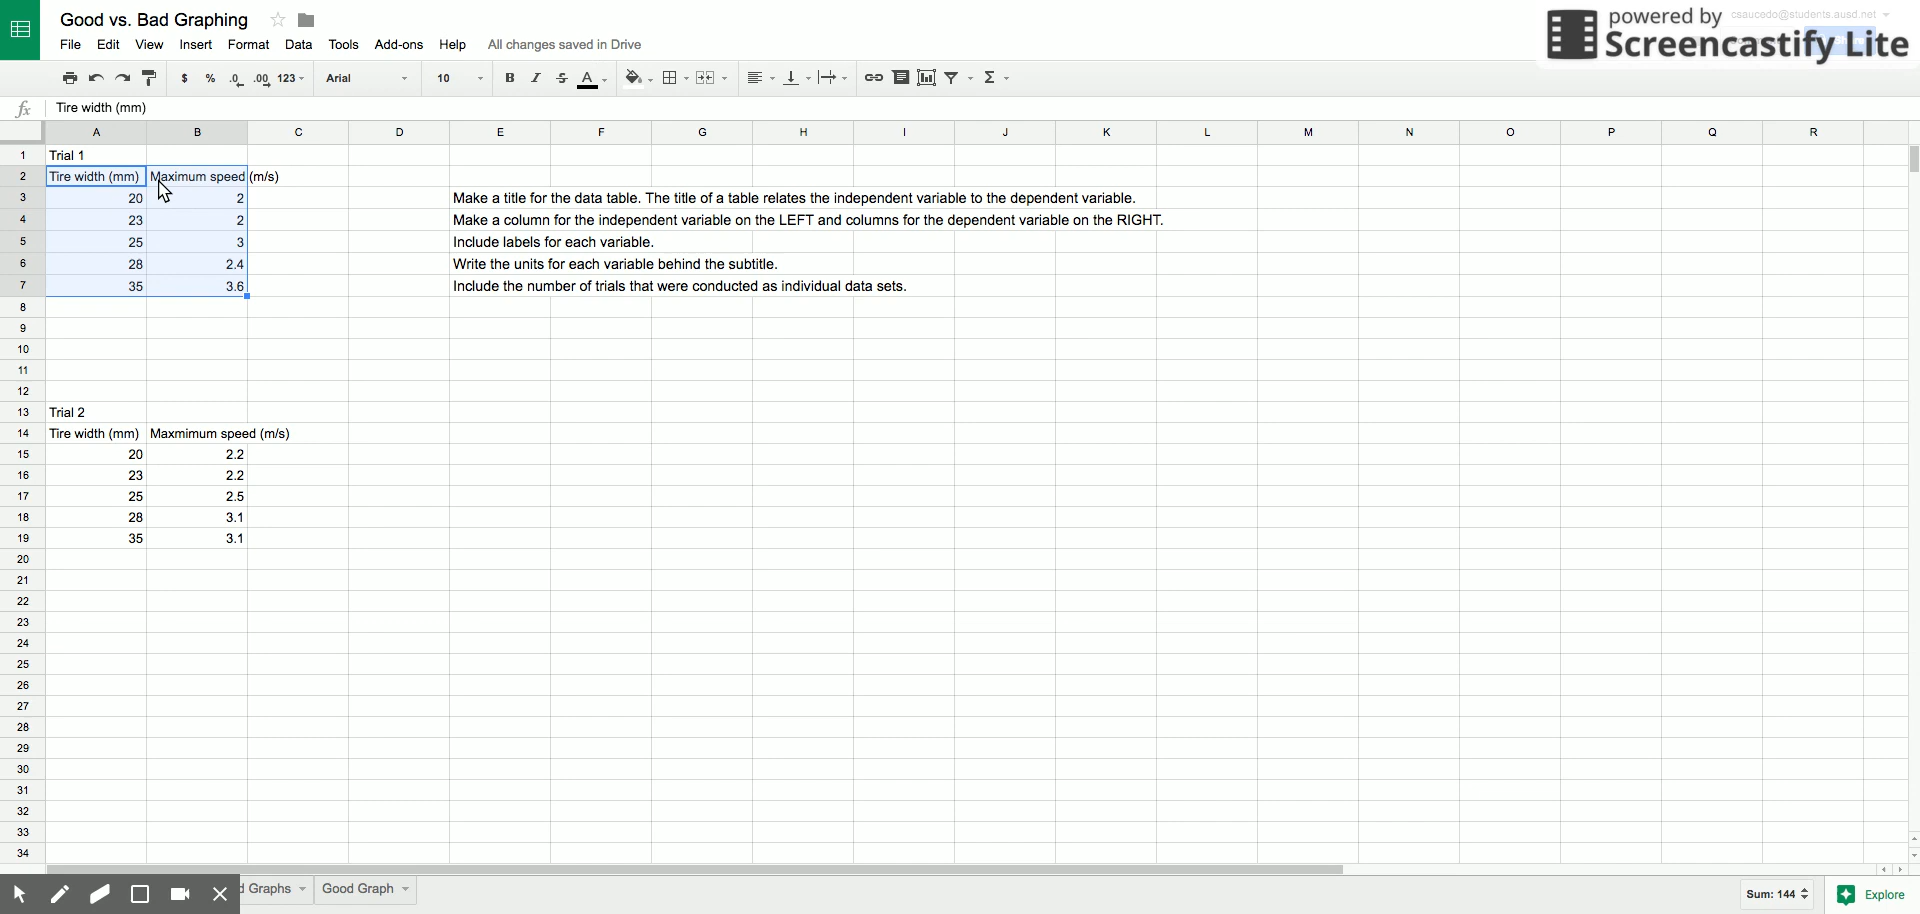 Good vs. Bad Graphing
powered by csaucedo@students.ausd.net
Screencastify Lite
File Edit View Insert Format Data Tools Add-ons Help All changes saved in Drive
$ % .0 .00 123 Arial 10 B I S A Σ
fx Tire width (mm)
A B C D E F G H I J K L M N O P Q R
1 Trial 1
2 Tire width (mm) Maximum speed (m/s)
3 20 2 Make a title for the data table. The title of a table relates the independent variable to the dependent variable.
4 23 2 Make a column for the independent variable on the LEFT and columns for the dependent variable on the RIGHT.
5 25 3 Include labels for each variable.
6 28 2.4 Write the units for each variable behind the subtitle.
7 35 3.6 Include the number of trials that were conducted as individual data sets.
8
9
10
11
12
13 Trial 2
14 Tire width (mm) Maxmimum speed (m/s)
15 20 2.2
16 23 2.2
17 25 2.5
18 28 3.1
19 35 3.1
20
21
22
23
24
25
26
27
28
29
30
31
32
33
34
d Graphs Good Graph Sum: 144 Explore